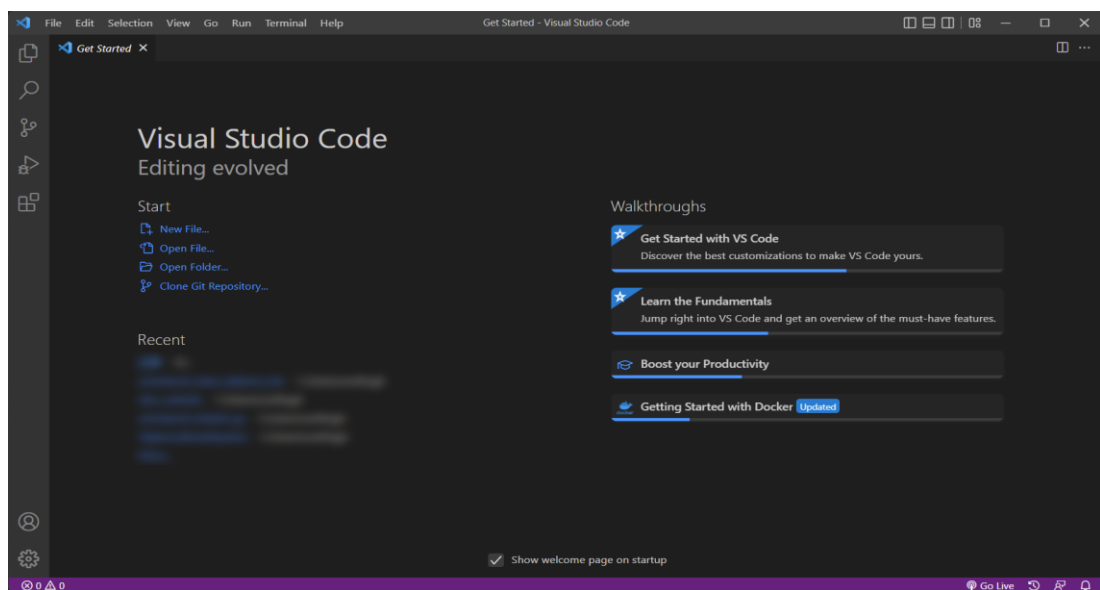 File Edit Selection View Go Run Terminal Help
Get Started - Visual Studio Code
Get Started
Visual Studio Code
Editing evolved
Start
New File...
Open File...
Open Folder...
Clone Git Repository...
Recent
Walkthroughs
Get Started with VS Code
Discover the best customizations to make VS Code yours.
Learn the Fundamentals
Jump right into VS Code and get an overview of the must-have features.
Boost your Productivity
Getting Started with Docker Updated
Show welcome page on startup
0 0
Go Live